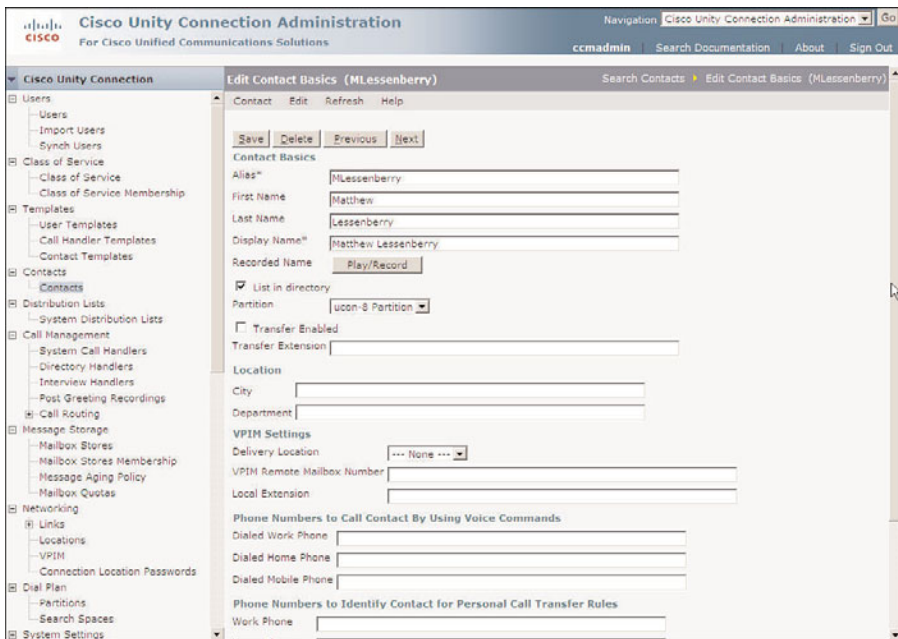 cisco
Cisco Unity Connection Administration
For Cisco Unified Communications Solutions
Navigation Cisco Unity Connection Administration Go
ccmadmin Search Documentation About Sign Out
Cisco Unity Connection
Users
Users
Import Users
Synch Users
Class of Service
Class of Service
Class of Service Membership
Templates
User Templates
Call Handler Templates
Contact Templates
Contacts
Contacts
Distribution Lists
System Distribution Lists
Call Management
System Call Handlers
Directory Handlers
Interview Handlers
Post Greeting Recordings
Call Routing
Message Storage
Mailbox Stores
Mailbox Stores Membership
Message Aging Policy
Mailbox Quotas
Networking
Links
Locations
VPIM
Connection Location Passwords
Dial Plan
Partitions
Search Spaces
System Settings
Edit Contact Basics (MLessenberry)
Search Contacts Edit Contact Basics (MLessenberry)
Contact Edit Refresh Help
Save Delete Previous Next
Contact Basics
Alias* MLessenberry
First Name Matthew
Last Name Lessenberry
Display Name* Matthew Lessenberry
Recorded Name Play/Record
List in directory
Partition ucon-8 Partition
Transfer Enabled
Transfer Extension
Location
City
Department
VPIM Settings
Delivery Location --- None ---
VPIM Remote Mailbox Number
Local Extension
Phone Numbers to Call Contact By Using Voice Commands
Dialed Work Phone
Dialed Home Phone
Dialed Mobile Phone
Phone Numbers to Identify Contact for Personal Call Transfer Rules
Work Phone